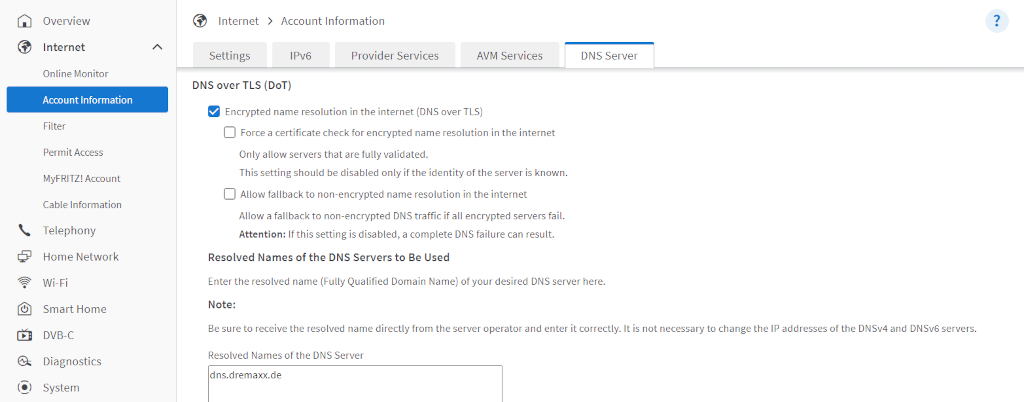 Overview
Internet
Online Monitor
Account Information
Filter
Permit Access
MyFRITZ! Account
Cable Information
Telephony
Home Network
Wi-Fi
Smart Home
DVB-C
Diagnostics
System
Internet > Account Information
?
Settings
IPv6
Provider Services
AVM Services
DNS Server
DNS over TLS (DoT)
Encrypted name resolution in the internet (DNS over TLS)
Force a certificate check for encrypted name resolution in the internet
Only allow servers that are fully validated.
This setting should be disabled only if the identity of the server is known.
Allow fallback to non-encrypted name resolution in the internet
Allow a fallback to non-encrypted DNS traffic if all encrypted servers fail.
Attention: If this setting is disabled, a complete DNS failure can result.
Resolved Names of the DNS Servers to Be Used
Enter the resolved name (Fully Qualified Domain Name) of your desired DNS server here.
Note:
Be sure to receive the resolved name directly from the server operator and enter it correctly. It is not necessary to change the IP addresses of the DNSv4 and DNSv6 servers.
Resolved Names of the DNS Server
dns.dremaxx.de